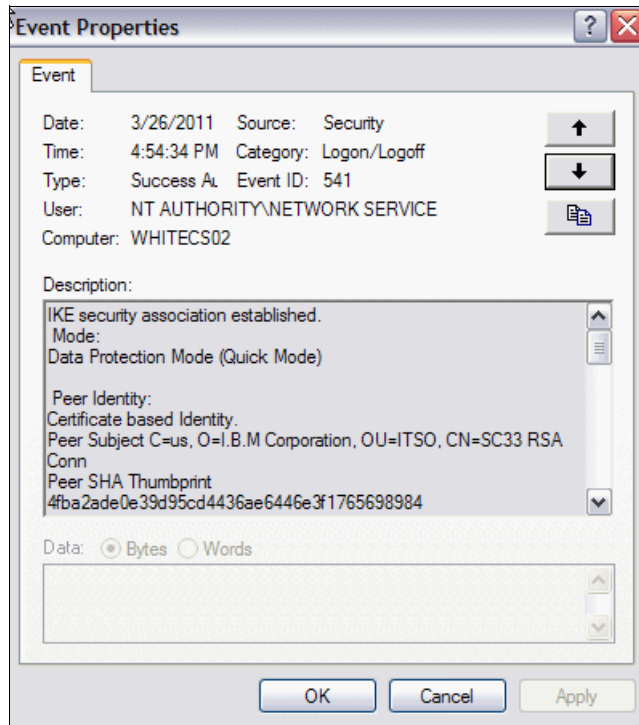 Event Properties
Event
Date: 3/26/2011 Source: Security
Time: 4:54:34 PM Category: Logon/Logoff
Type: Success Au Event ID: 541
User: NT AUTHORITY\NETWORK SERVICE
Computer: WHITECS02
Description:
IKE security association established.
Mode:
Data Protection Mode (Quick Mode)
Peer Identity:
Certificate based Identity.
Peer Subject C=us, O=I.B.M Corporation, OU=ITSO, CN=SC33 RSA
Conn
Peer SHA Thumbprint
4fba2ade0e39d95cd4436ae6446e3f1765698984
Data: Bytes Words
OK Cancel Apply